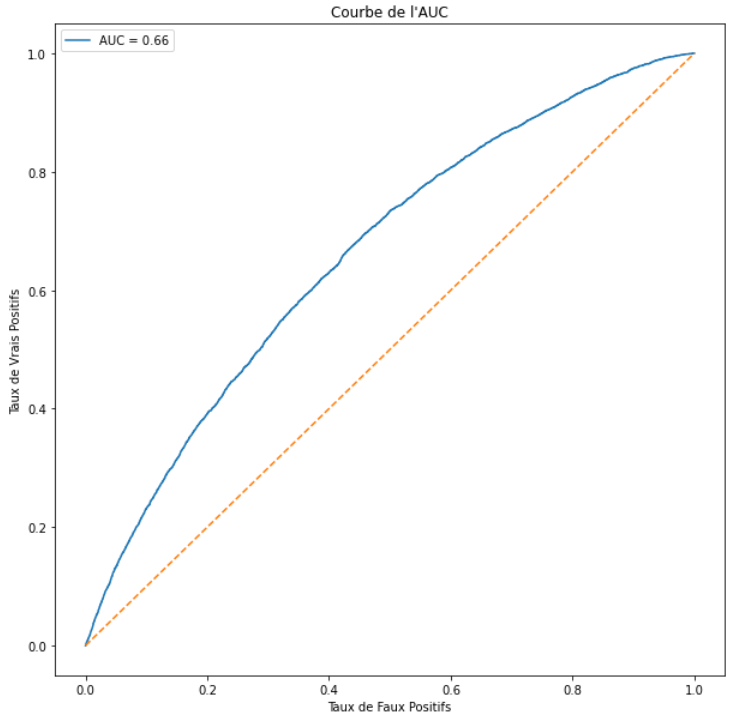 Courbe de l'AUC
AUC = 0.66
1.0
0.8
0.6
0.4
0.2
0.0
Taux de Vrais Positifs
0.0 0.2 0.4 0.6 0.8 1.0
Taux de Faux Positifs